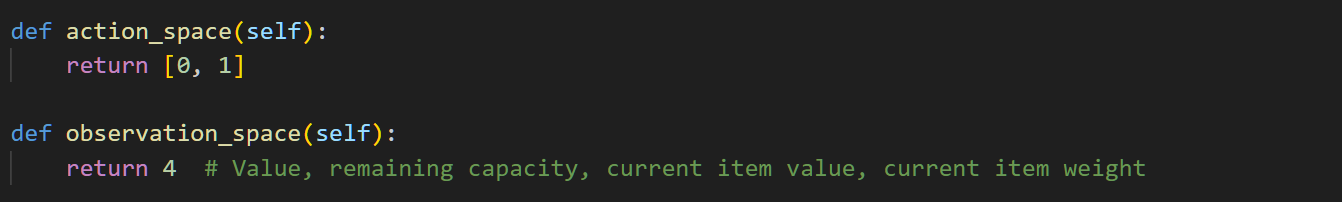 def action_space(self):
    return [0, 1]
def observation_space(self):
    return 4  # Value, remaining capacity, current item value, current item weight